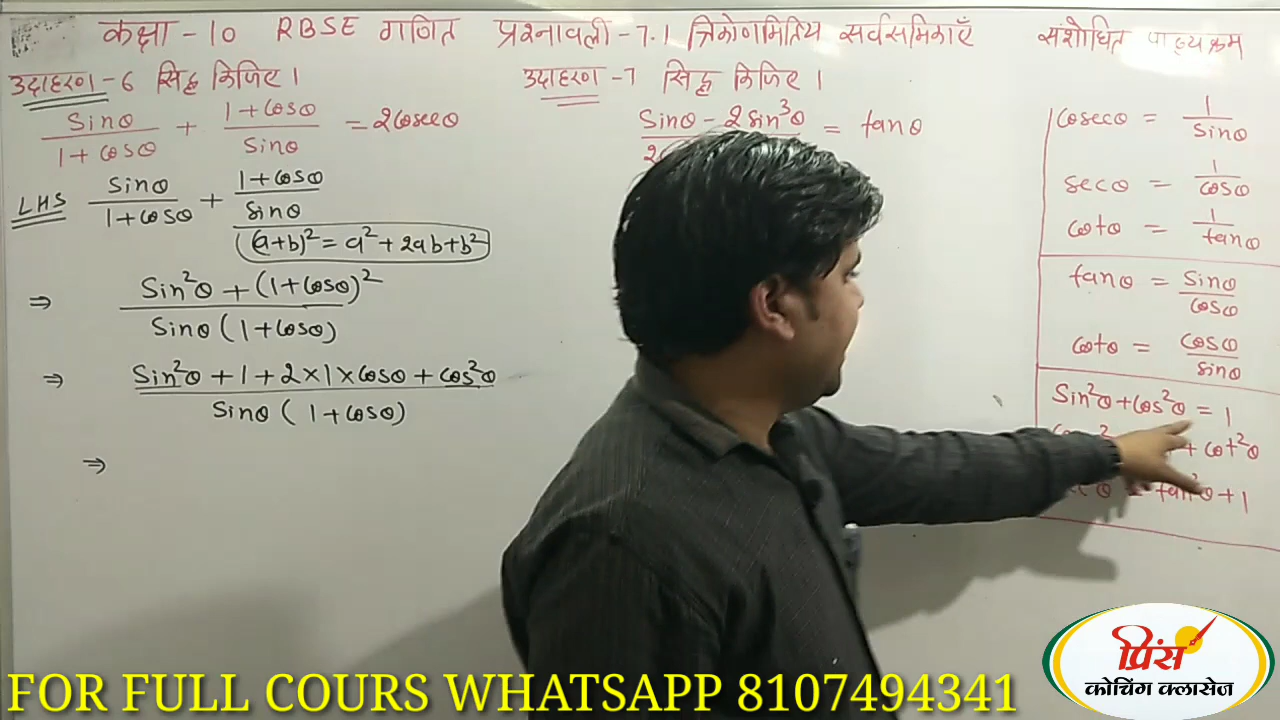 कक्षा - 10 RBSE गणित प्रश्नावली - 7.1 त्रिकोणमितिय सर्वसमिकाएँ संशोधित पाठ्यक्रम
उदाहरण - 6 सिद्ध किजिए।
sinθ/(1+cosθ) + (1+cosθ)/sinθ = 2cosecθ
LHS sinθ/(1+cosθ) + (1+cosθ)/sinθ
(a+b)² = a² + 2ab + b²
⇒ (Sin²θ + (1+cosθ)²)/(Sinθ(1+cosθ))
⇒ (Sin²θ + 1 + 2×1×cosθ + cos²θ)/(Sinθ(1+cosθ))
⇒
उदाहरण - 7 सिद्ध किजिए।
Sinθ - 2sin³θ = tanθ
cosecθ = 1/sinθ
secθ = 1/cosθ
cotθ = 1/tanθ
tanθ = Sinθ/cosθ
cotθ = cosθ/sinθ
Sin²θ + cos²θ = 1
+ cot²θ
θ = tan²θ + 1
प्रिंस
कोचिंग क्लासेज
FOR FULL COURS WHATSAPP 8107494341